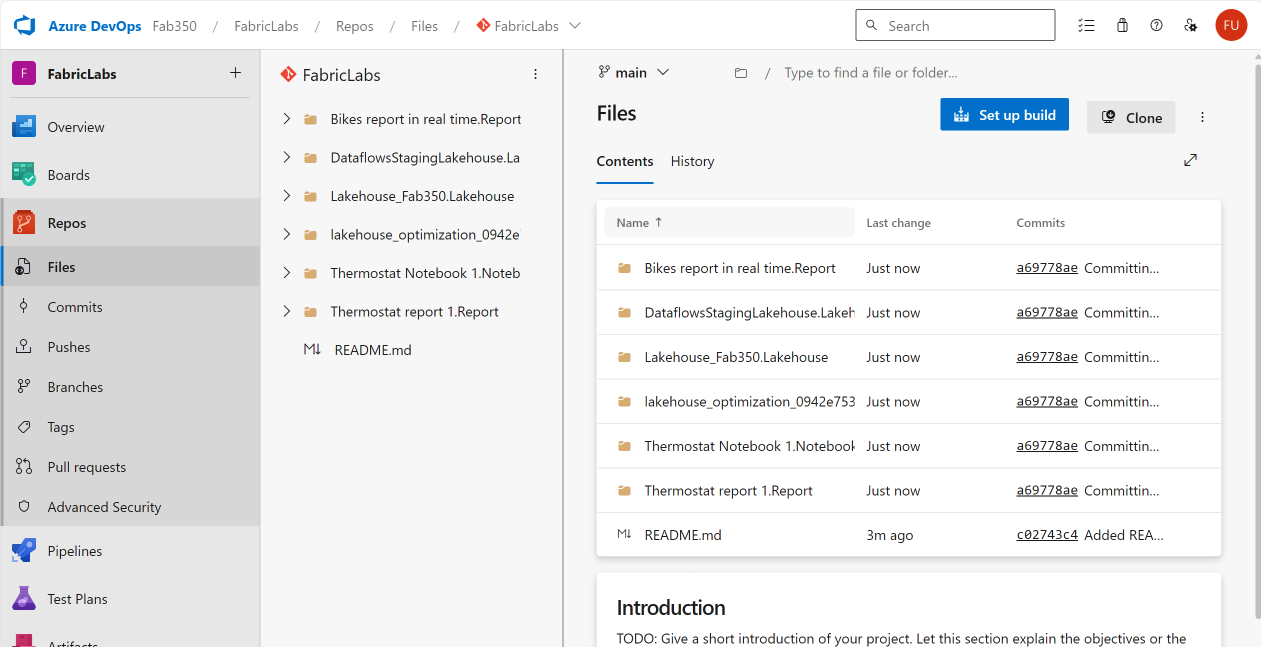 Azure DevOps Fab350 / FabricLabs / Repos / Files / FabricLabs Search FU
F FabricLabs +
Overview
Boards
Repos
Files
Commits
Pushes
Branches
Tags
Pull requests
Advanced Security
Pipelines
Test Plans
Artifacts
FabricLabs
Bikes report in real time.Report
DataflowsStagingLakehouse.La
Lakehouse_Fab350.Lakehouse
lakehouse_optimization_0942e
Thermostat Notebook 1.Noteb
Thermostat report 1.Report
M↓ README.md
main / Type to find a file or folder...
Files
Set up build Clone
Contents History
Name ↑ Last change Commits
Bikes report in real time.Report Just now a69778ae Committin...
DataflowsStagingLakehouse.Lakeh Just now a69778ae Committin...
Lakehouse_Fab350.Lakehouse Just now a69778ae Committin...
lakehouse_optimization_0942e753 Just now a69778ae Committin...
Thermostat Notebook 1.Notebook Just now a69778ae Committin...
Thermostat report 1.Report Just now a69778ae Committin...
M↓ README.md 3m ago c02743c4 Added REA...
Introduction
TODO: Give a short introduction of your project. Let this section explain the objectives or the